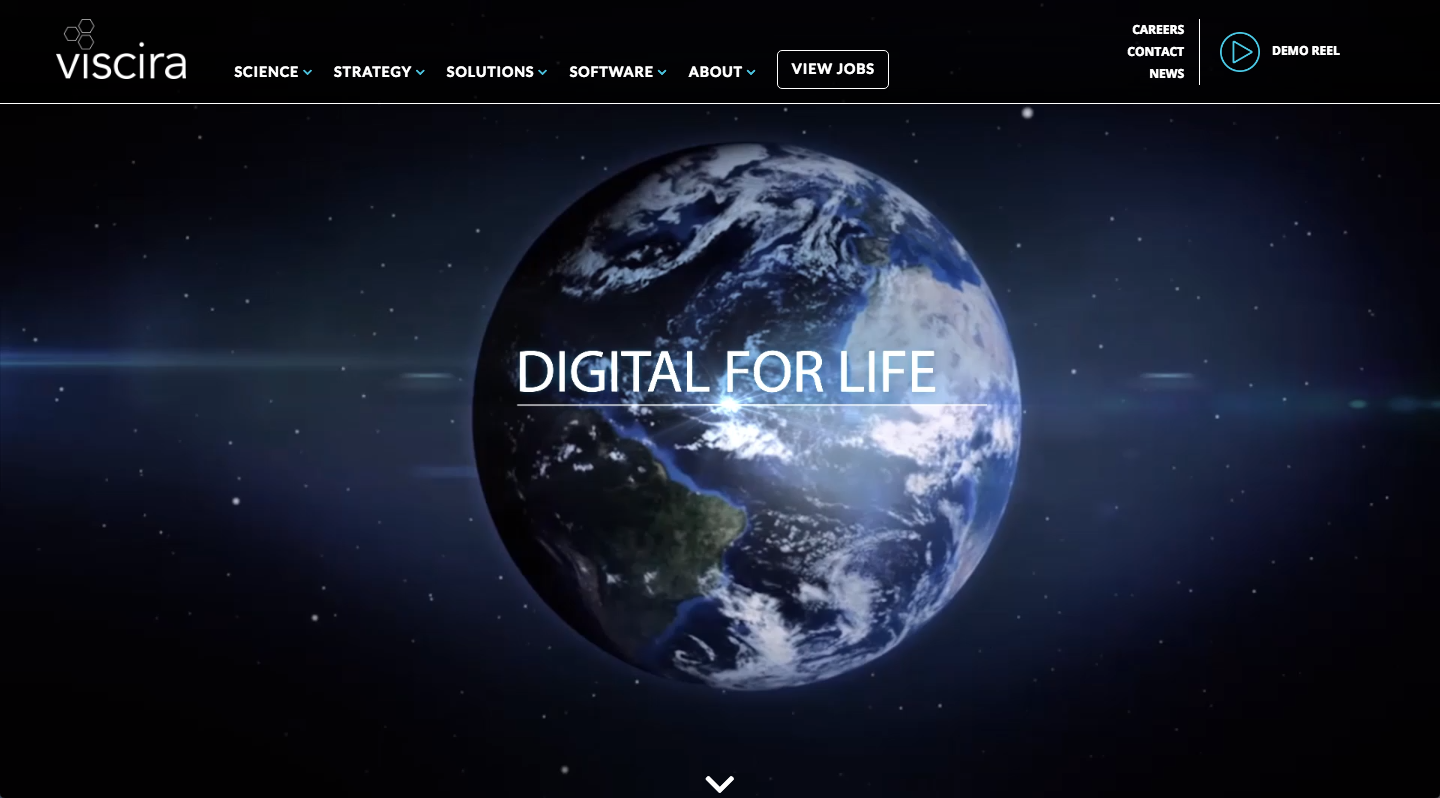 viscira
SCIENCE
STRATEGY
SOLUTIONS
SOFTWARE
ABOUT
VIEW JOBS
CAREERS
CONTACT
NEWS
DEMO REEL
DIGITAL FOR LIFE